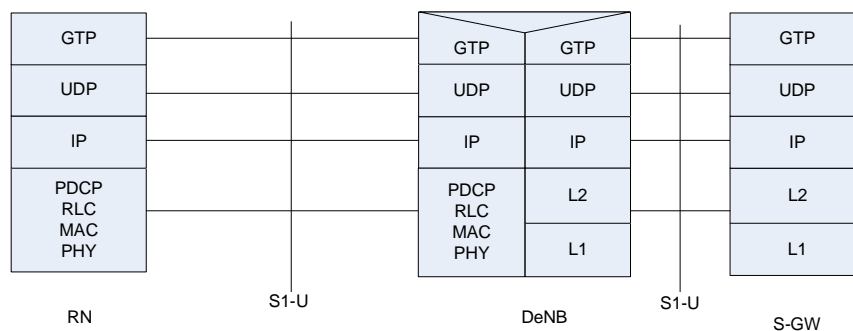 GTP
UDP
IP
PDCP
RLC
MAC
PHY
RN
S1-U
GTP
GTP
UDP
UDP
IP
IP
PDCP
RLC
MAC
PHY
L2
L1
DeNB
S1-U
GTP
UDP
IP
L2
L1
S-GW